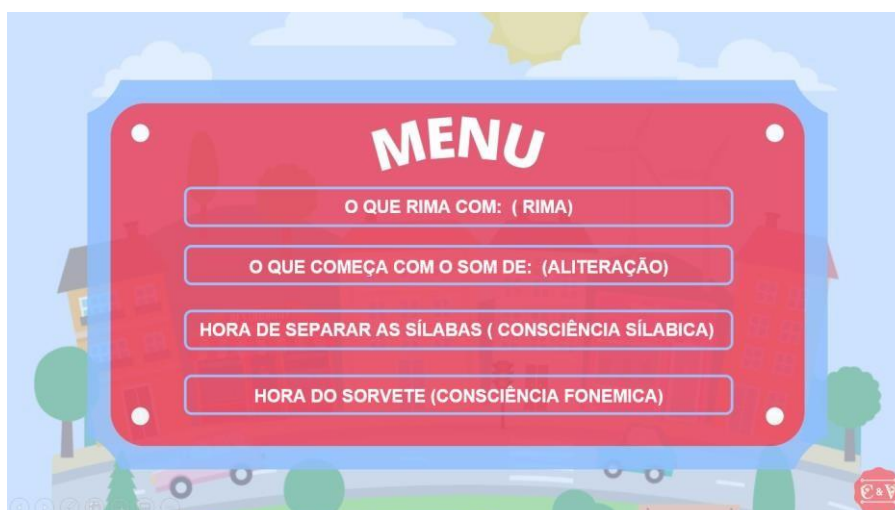 MENU
O QUE RIMA COM: ( RIMA)
O QUE COMEÇA COM O SOM DE: (ALITERAÇÃO)
HORA DE SEPARAR AS SÍLABAS ( CONSCIÊNCIA SÍLABICA)
HORA DO SORVETE (CONSCIÊNCIA FONEMICA)